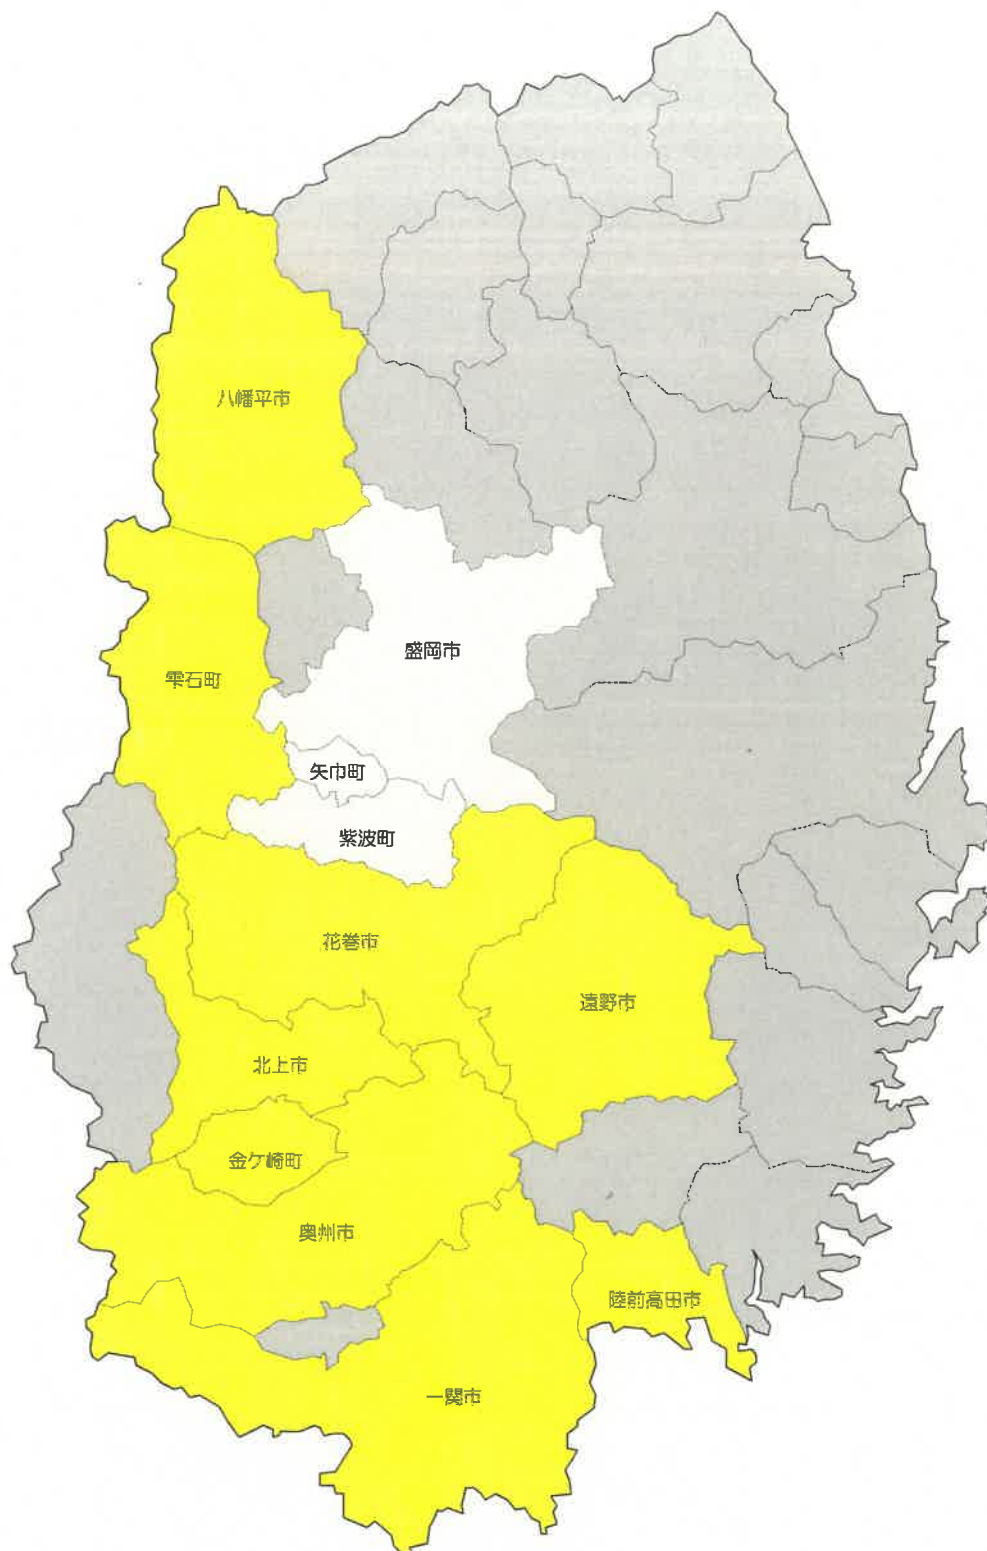 八幡平市
盛岡市
雫石町
矢巾町
紫波町
花巻市
遠野市
北上市
金ケ崎町
奥州市
陸前高田市
一関市